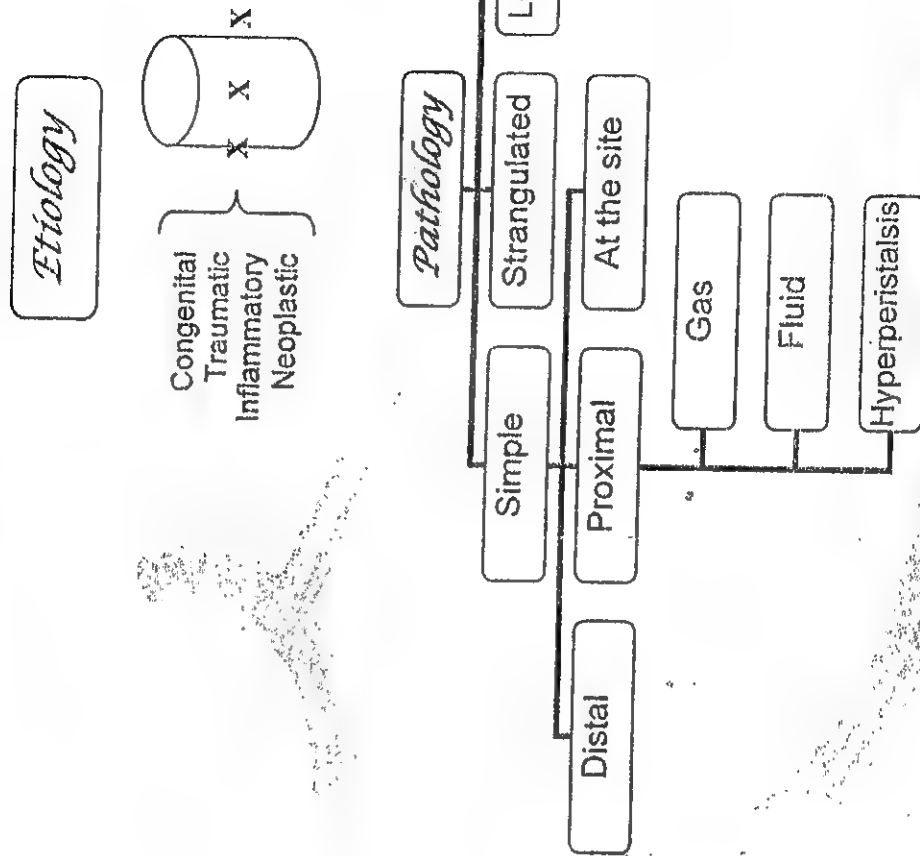 Etiology
X
X
X
Congenital
Traumatic
Inflammatory
Neoplastic
Pathology
Simple
Strangulated
L
Distal
Proximal
At the site
Gas
Fluid
Hyperperistalsis